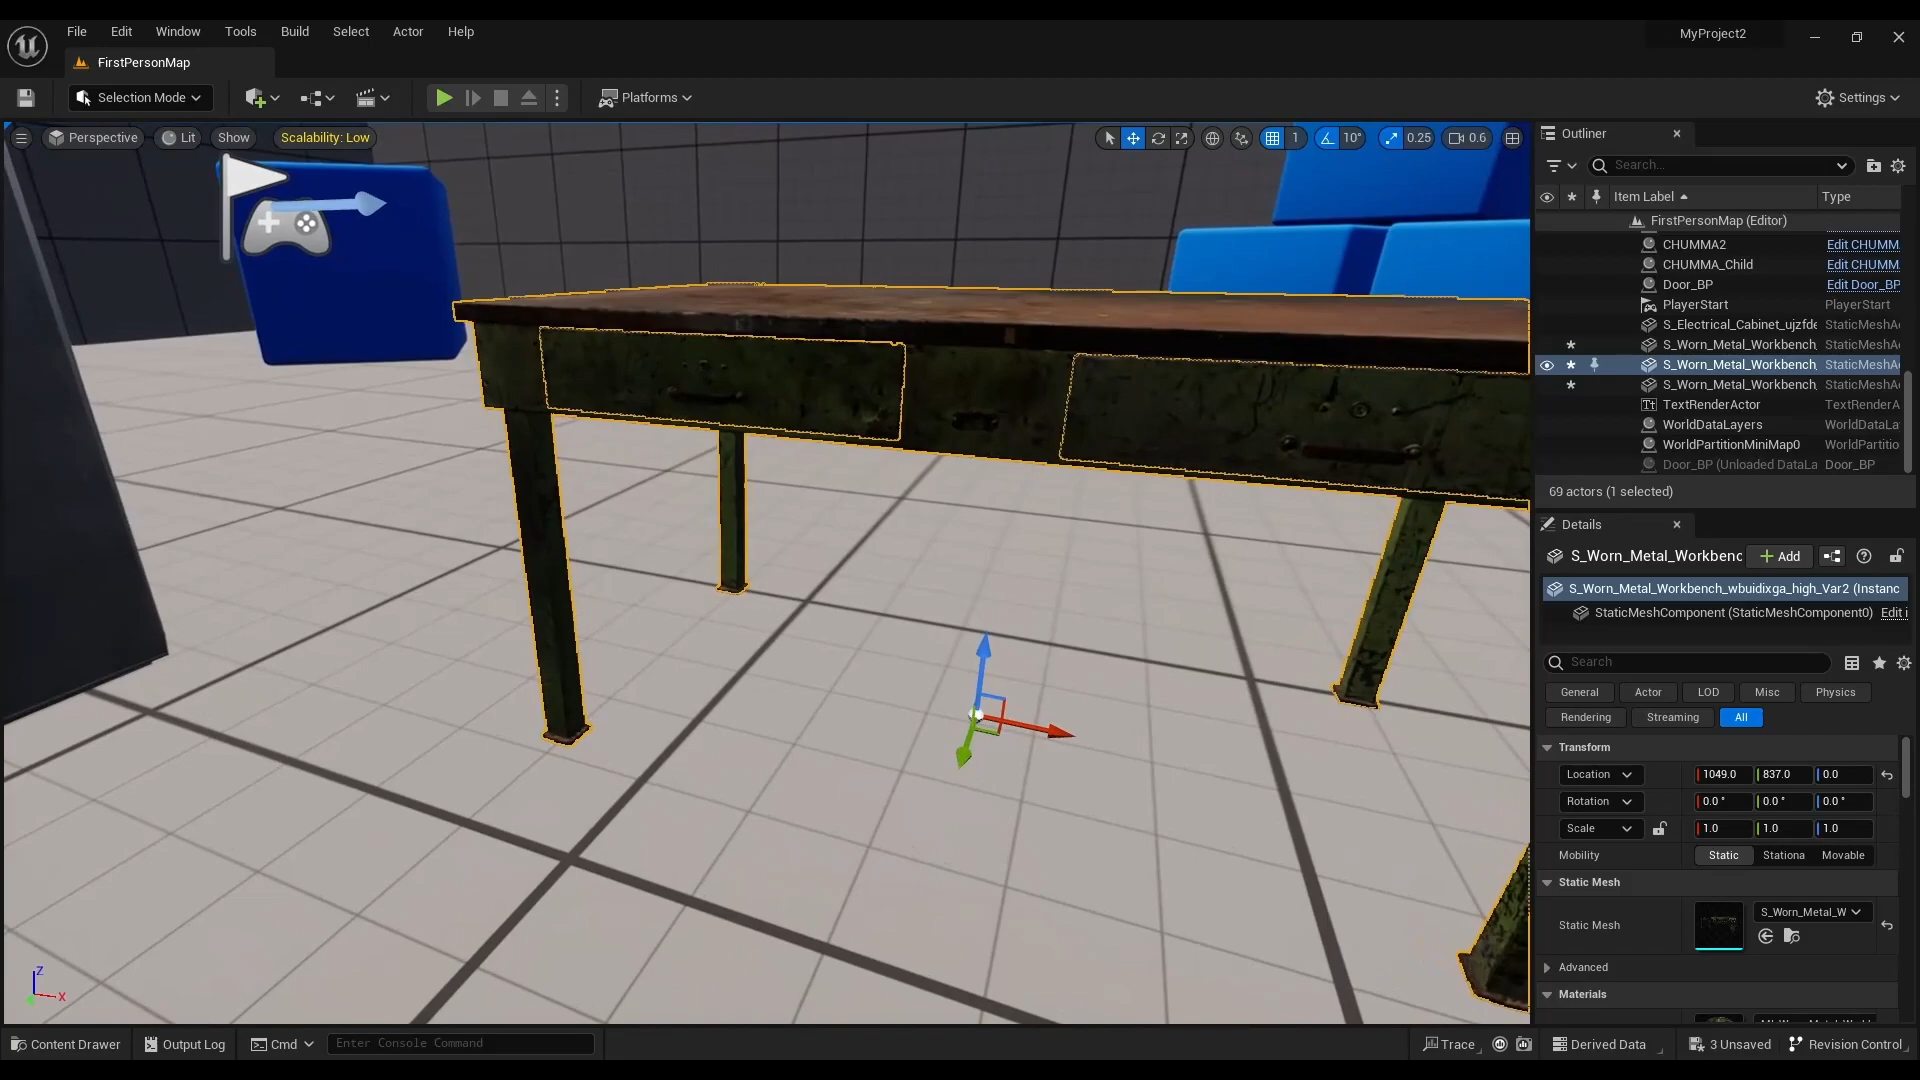 File Edit Window Tools Build Select Actor Help
MyProject2
FirstPersonMap
Selection Mode
Platforms
Settings
Perspective Lit Show Scalability: Low
1 10° 0.25 0.6
Outliner
Search...
Item Label Type
FirstPersonMap (Editor)
CHUMMA2 Edit CHUMM
CHUMMA_Child Edit CHUMM
Door_BP Edit Door_BP
PlayerStart PlayerStart
S_Electrical_Cabinet_ujzfde StaticMeshA
S_Worn_Metal_Workbench_ StaticMeshA
S_Worn_Metal_Workbench_ StaticMeshA
S_Worn_Metal_Workbench_ StaticMeshA
TextRenderActor TextRenderA
WorldDataLayers WorldDataLa
WorldPartitionMiniMap0 WorldPartitio
Door_BP (Unloaded DataLa Door_BP
69 actors (1 selected)
Details
S_Worn_Metal_Workbenc Add
S_Worn_Metal_Workbench_wbuidixga_high_Var2 (Instanc
StaticMeshComponent (StaticMeshComponent0) Edit i
Search
General Actor LOD Misc Physics
Rendering Streaming All
Transform
Location 1049.0 837.0 0.0
Rotation 0.0 ° 0.0 ° 0.0 °
Scale 1.0 1.0 1.0
Mobility Static Stationa Movable
Static Mesh
S_Worn_Metal_W
Static Mesh
Advanced
Materials
Z
X
Content Drawer Output Log Cmd Enter Console Command Trace Derived Data 3 Unsaved Revision Control